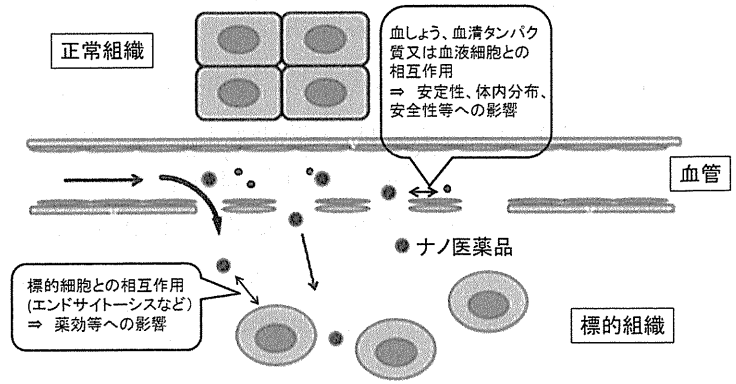 正常組織
血しょう、血清タンパク
質又は血液細胞との
相互作用
⇒ 安定性、体内分布、
安全性等への影響
血管
ナノ医薬品
標的細胞との相互作用
(エンドサイトーシスなど)
⇒ 薬効等への影響
標的組織